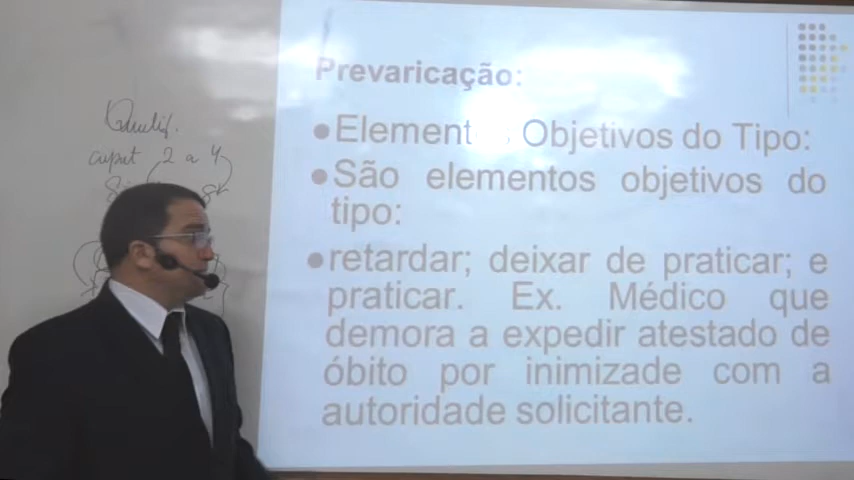 Prevaricação:
●Elementos Objetivos do Tipo:
●São elementos objetivos do
tipo:
●retardar; deixar de praticar; e
praticar. Ex. Médico que
demora a expedir atestado de
óbito por inimizade com a
autoridade solicitante.
caput 2 a 4